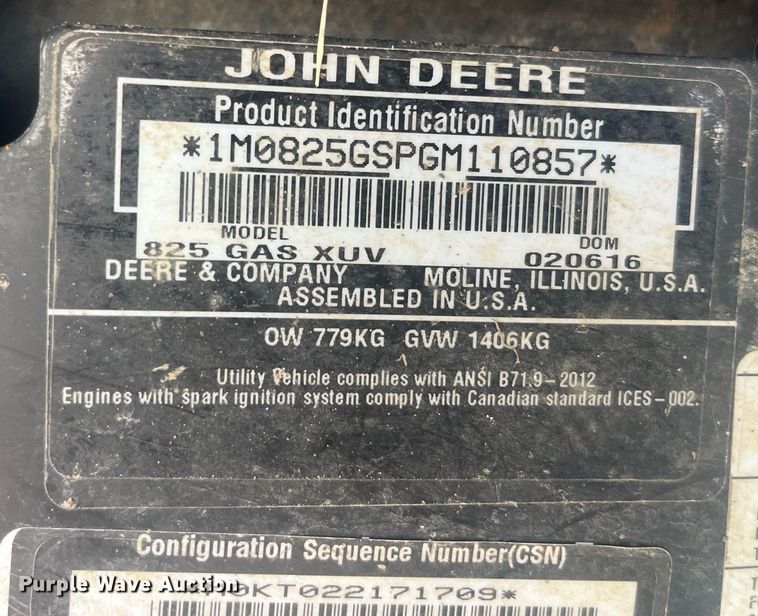 JOHN DEERE
Product Identification Number
*1M0825GSPGM110857*
MODEL DOM
825 GAS XUV 020616
DEERE & COMPANY MOLINE, ILLINOIS, U.S.A.
ASSEMBLED IN U.S.A.
OW 779KG GVW 1406KG
Utility Vehicle complies with ANSI B71.9-2012
Engines with spark ignition system comply with Canadian standard ICES-002.
Configuration Sequence Number(CSN)
KT022171709*
Purple Wave Auction